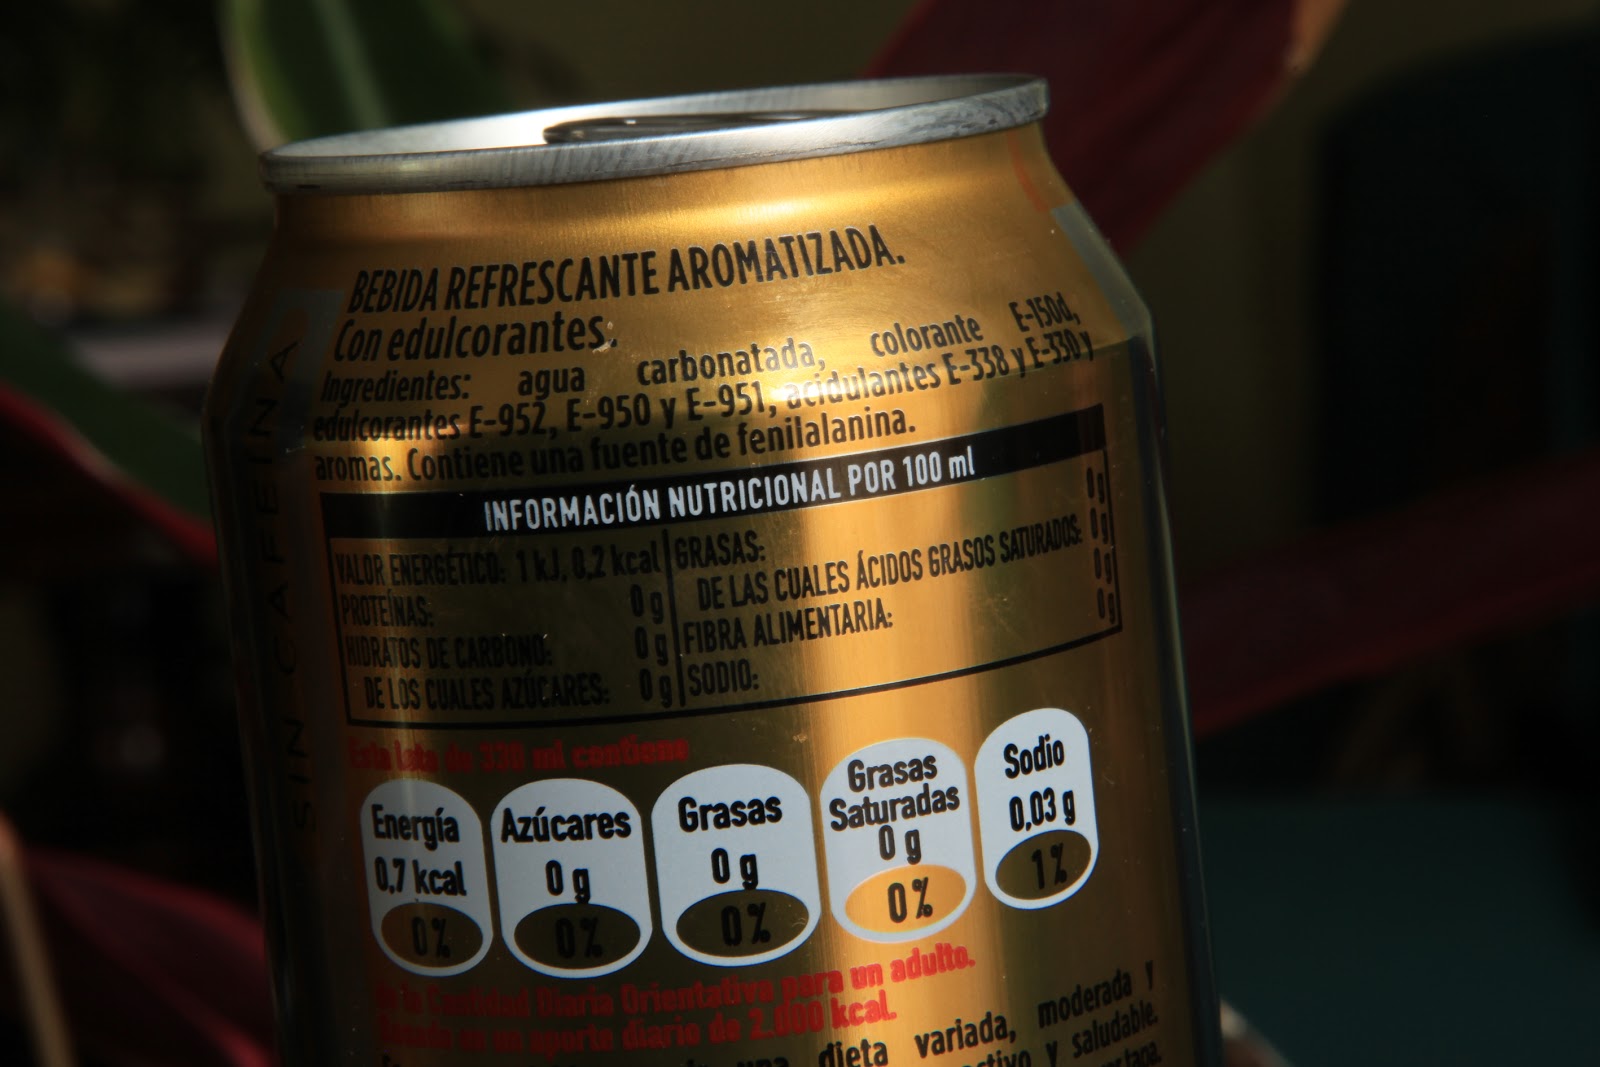 BEBIDA REFRESCANTE AROMATIZADA.
Con edulcorantes.
Ingredientes: agua carbonatada, colorante E-150d,
edulcorantes E-952, E-950 y E-951, acidulantes E-338 y E-330 y
aromas. Contiene una fuente de fenilalanina.
INFORMACIÓN NUTRICIONAL POR 100 ml
VALOR ENERGÉTICO: 1 kJ, 0,2 kcal
PROTEÍNAS: 0 g
HIDRATOS DE CARBONO: 0 g
DE LOS CUALES AZÚCARES: 0 g
GRASAS: 0 g
DE LAS CUALES ÁCIDOS GRASOS SATURADOS: 0 g
FIBRA ALIMENTARIA: 0 g
SODIO: 0 g
Esta lata de 330 ml contiene
Energía
0,7 kcal
0%
Azúcares
0 g
0%
Grasas
0 g
0%
Grasas
Saturadas
0 g
0%
Sodio
0,03 g
1%
de la Cantidad Diaria Orientativa para un adulto.
en un aporte diario de 2.000 kcal.
dieta variada, moderada y
y saludable.
SIN CAFEÍNA